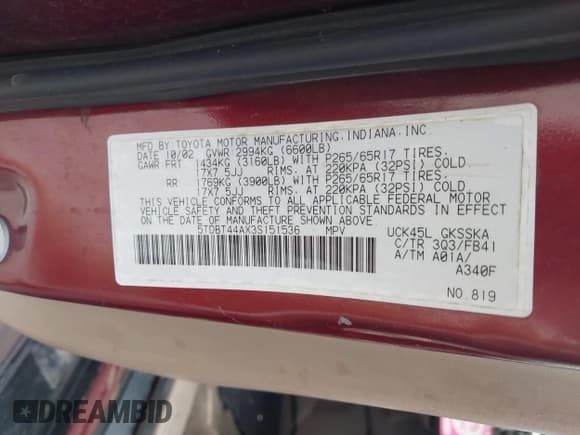 MFD.BY:TOYOTA MOTOR MANUFACTURING,INDIANA,INC.
DATE 10/02 GVWR 2994KG (6600LB)
GAWR FRT 1434KG (3160LB) WITH P265/65R17 TIRES.
17X7.5JJ RIMS. AT 220KPA (32PSI) COLD
RR 1769KG (3900LB) WITH P265/65R17 TIRES.
17X7.5JJ RIMS. AT 220KPA (32PSI) COLD
THIS VEHICLE CONFORMS TO ALL APPLICABLE FEDERAL MOTOR
VEHICLE SAFETY AND THEFT PREVENTION STANDARDS IN EFFECT
ON THE DATE OF MANUFACTURE SHOWN ABOVE
5TDBT44AX3S151536 MPV
UCK45L GKSSKA
C/TR 3Q3/FB41
A/TM A01A/
A340F
NO.819
DREAMBID